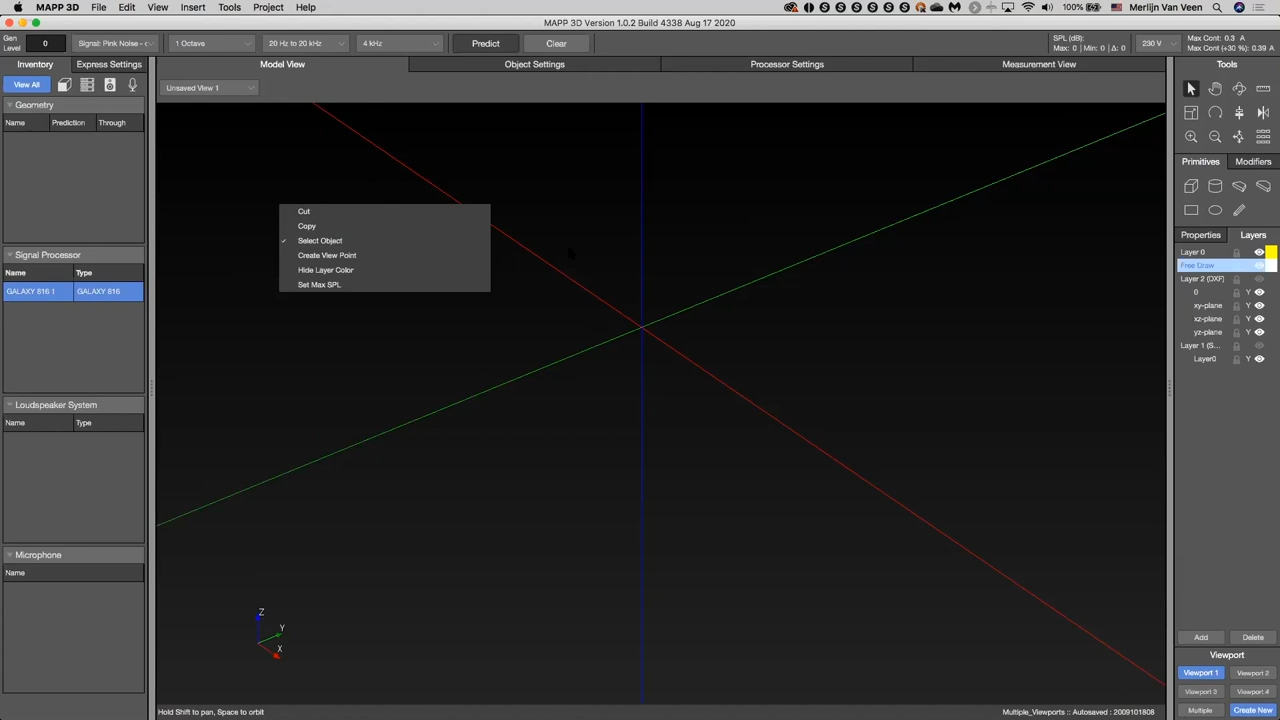 MAPP 3D File Edit View Insert Tools Project Help 100% Merlijn Van Veen
MAPP 3D Version 1.0.2 Build 4338 Aug 17 2020
Gen Level 0 Signal: Pink Noise - 1 Octave 20 Hz to 20 kHz 4 kHz Predict Clear
SPL (dB):
Max: 0 | Min: 0 | Δ: 0
230 V
Max Cont: 0.3 A
Max Cont (+30 %): 0.39 A
Inventory Express Settings Model View Object Settings Processor Settings Measurement View Tools
View All Unsaved View 1
Geometry
Name Prediction Through
Primitives Modifiers
Cut
Copy
Select Object
Create View Point
Hide Layer Color
Set Max SPL
Properties Layers
Layer 0
Free Draw
Layer 2 (DXF)
0 Y
xy-plane Y
xz-plane Y
yz-plane Y
Layer 1 (S...
Layer0 Y
Signal Processor
Name Type
GALAXY 816 1 GALAXY 816
Loudspeaker System
Name Type
Microphone
Name
Z
Y
X
Add Delete
Viewport
Viewport 1 Viewport 2
Viewport 3 Viewport 4
Multiple Create New
Hold Shift to pan, Space to orbit Multiple_Viewports :: Autosaved : 2009101808